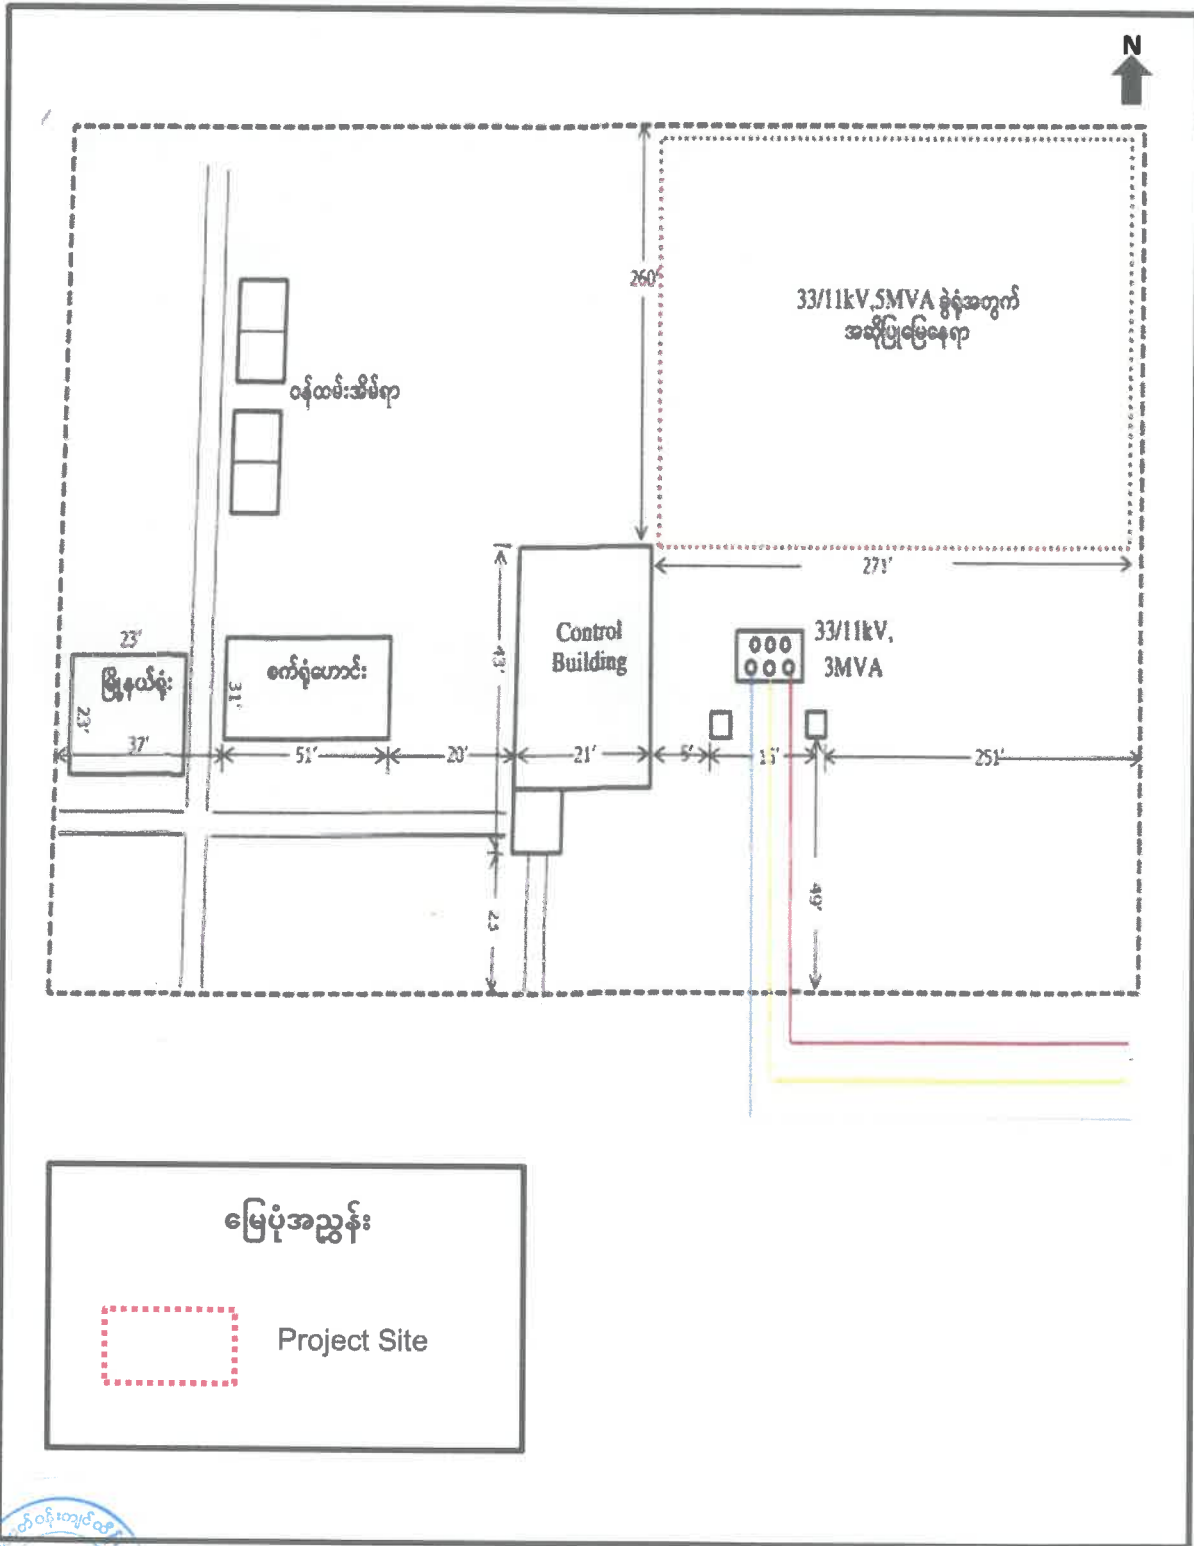 N
260'
33/11kV,5MVA ခွဲရုံအတွက်
အဆိုပြုမြေနေရာ
ဝန်ထမ်းအိမ်ရာ
271'
Control
Building
43'
33/11kV,
3MVA
23'
မြို့နယ်ရုံး
23'
စက်ရုံဟောင်း
31'
37'
51'
20'
21'
5'
251'
49'
မြေပုံအညွှန်း
Project Site